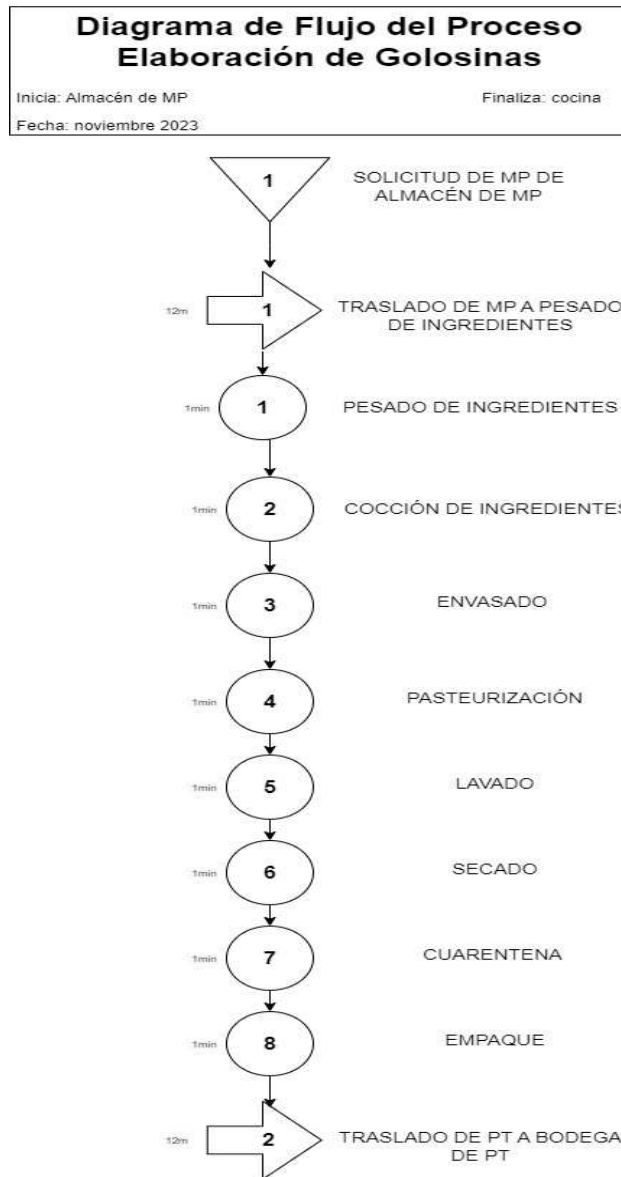 Diagrama de Flujo del Proceso
Elaboración de Golosinas
Inicia: Almacén de MP
Finaliza: cocina
Fecha: noviembre 2023
1
SOLICITUD DE MP DE
ALMACÉN DE MP
12m
1
TRASLADO DE MP A PESADO
DE INGREDIENTES
1min
1
PESADO DE INGREDIENTES
1min
2
COCCIÓN DE INGREDIENTES
1min
3
ENVASADO
1min
4
PASTEURIZACIÓN
1min
5
LAVADO
1min
6
SECADO
1min
7
CUARENTENA
1min
8
EMPAQUE
12m
2
TRASLADO DE PT A BODEGA
DE PT